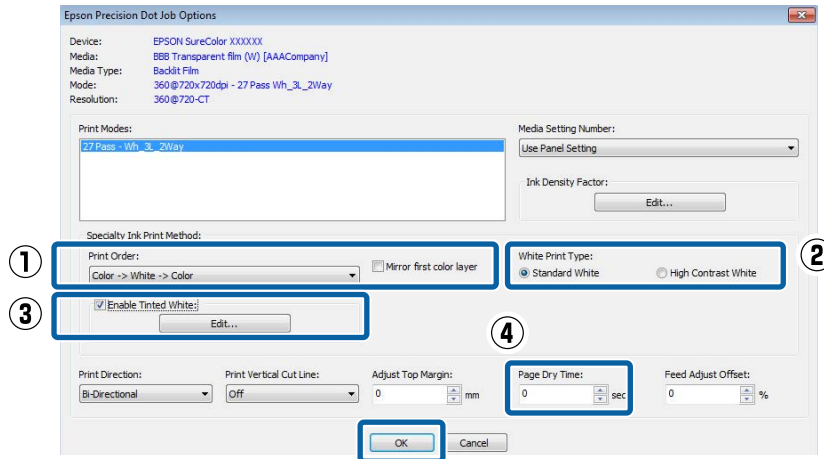 Epson Precision Dot Job Options
Device: EPSON SureColor XXXXXX
Media: BBB Transparent film (W) [AAACompany]
Media Type: Backlit Film
Mode: 360@720x720dpi - 27 Pass Wh_3L_2Way
Resolution: 360@720-CT
Print Modes:
27 Pass - Wh_3L_2Way
Media Setting Number:
Use Panel Setting
Ink Density Factor:
Edit...
Specialty Ink Print Method:
①
Print Order:
Color -> White -> Color
Mirror first color layer
White Print Type:
Standard White
High Contrast White
②
③
Enable Tinted White:
Edit...
④
Print Direction:
Bi-Directional
Print Vertical Cut Line:
Off
Adjust Top Margin:
0 mm
Page Dry Time:
0 sec
Feed Adjust Offset:
0 %
OK
Cancel